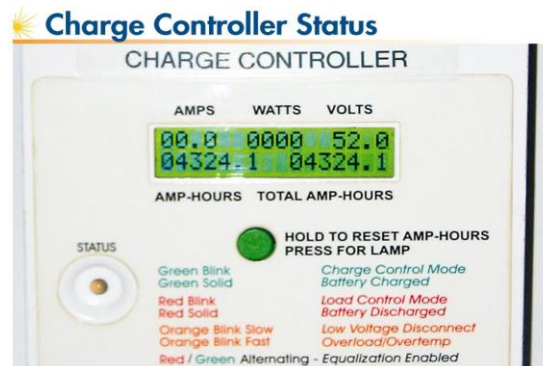 Charge Controller Status
CHARGE CONTROLLER
AMPS WATTS VOLTS
00.0 0000 52.0
04324.1 04324.1
AMP-HOURS TOTAL AMP-HOURS
HOLD TO RESET AMP-HOURS
PRESS FOR LAMP
STATUS
Green Blink Charge Control Mode
Green Solid Battery Charged
Red Blink Load Control Mode
Red Solid Battery Discharged
Orange Blink Slow Low Voltage Disconnect
Orange Blink Fast Overload/Overtemp
Red / Green Alternating - Equalization Enabled